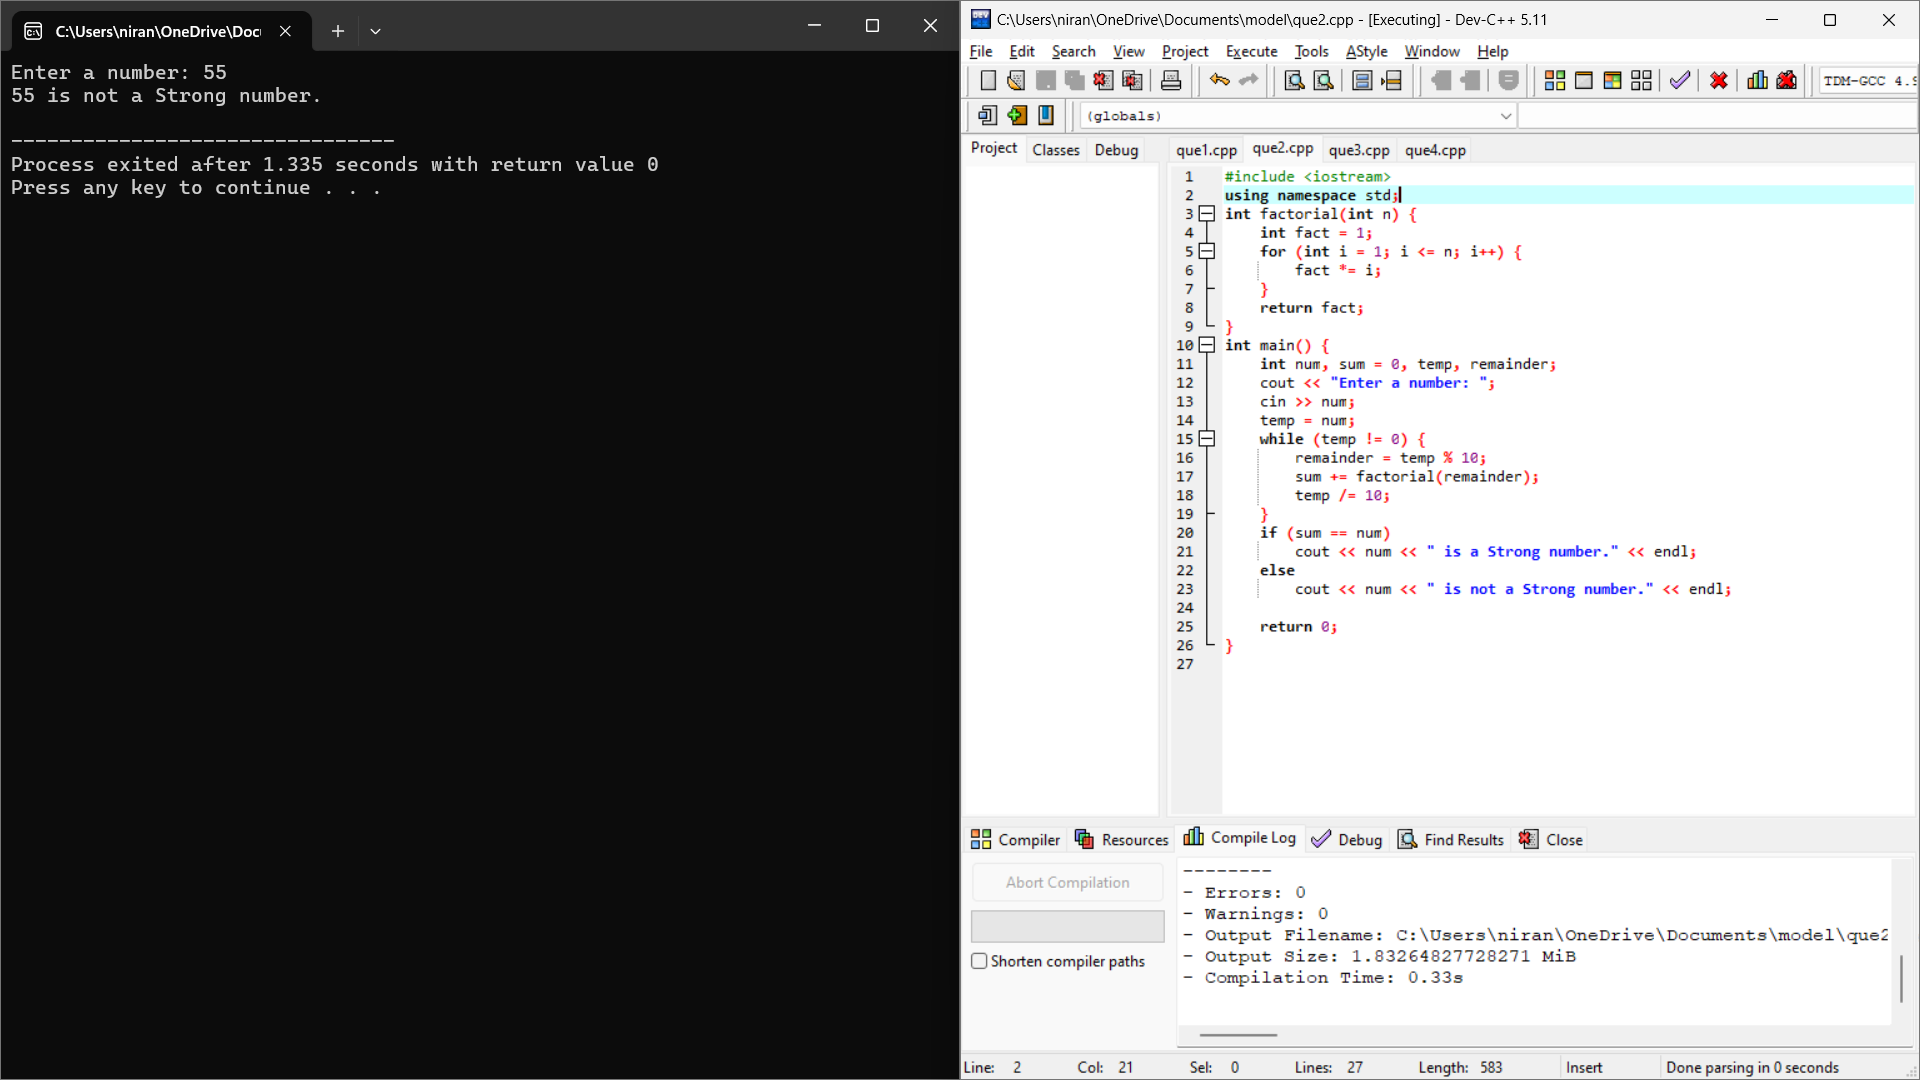 C:\Users\niran\OneDrive\Doc
Enter a number: 55
55 is not a Strong number.
--------------------------------
Process exited after 1.335 seconds with return value 0
Press any key to continue . . .
C:\Users\niran\OneDrive\Documents\model\que2.cpp - [Executing] - Dev-C++ 5.11
File Edit Search View Project Execute Tools AStyle Window Help
TDM-GCC 4.9
(globals)
Project Classes Debug
que1.cpp que2.cpp que3.cpp que4.cpp
1 #include <iostream>
2 using namespace std;
3 int factorial(int n) {
4     int fact = 1;
5     for (int i = 1; i <= n; i++) {
6         fact *= i;
7     }
8     return fact;
9 }
10 int main() {
11     int num, sum = 0, temp, remainder;
12     cout << "Enter a number: ";
13     cin >> num;
14     temp = num;
15     while (temp != 0) {
16         remainder = temp % 10;
17         sum += factorial(remainder);
18         temp /= 10;
19     }
20     if (sum == num)
21         cout << num << " is a Strong number." << endl;
22     else
23         cout << num << " is not a Strong number." << endl;
24
25     return 0;
26 }
27
Compiler Resources Compile Log Debug Find Results Close
Abort Compilation
Shorten compiler paths
--------
- Errors: 0
- Warnings: 0
- Output Filename: C:\Users\niran\OneDrive\Documents\model\que2
- Output Size: 1.83264827728271 MiB
- Compilation Time: 0.33s
Line: 2 Col: 21 Sel: 0 Lines: 27 Length: 583 Insert Done parsing in 0 seconds